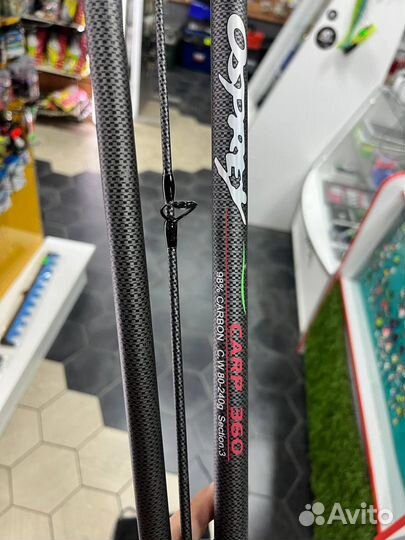 Osprey
CARP 360
98% CARBON C.W 80-240g Section.3
Avito